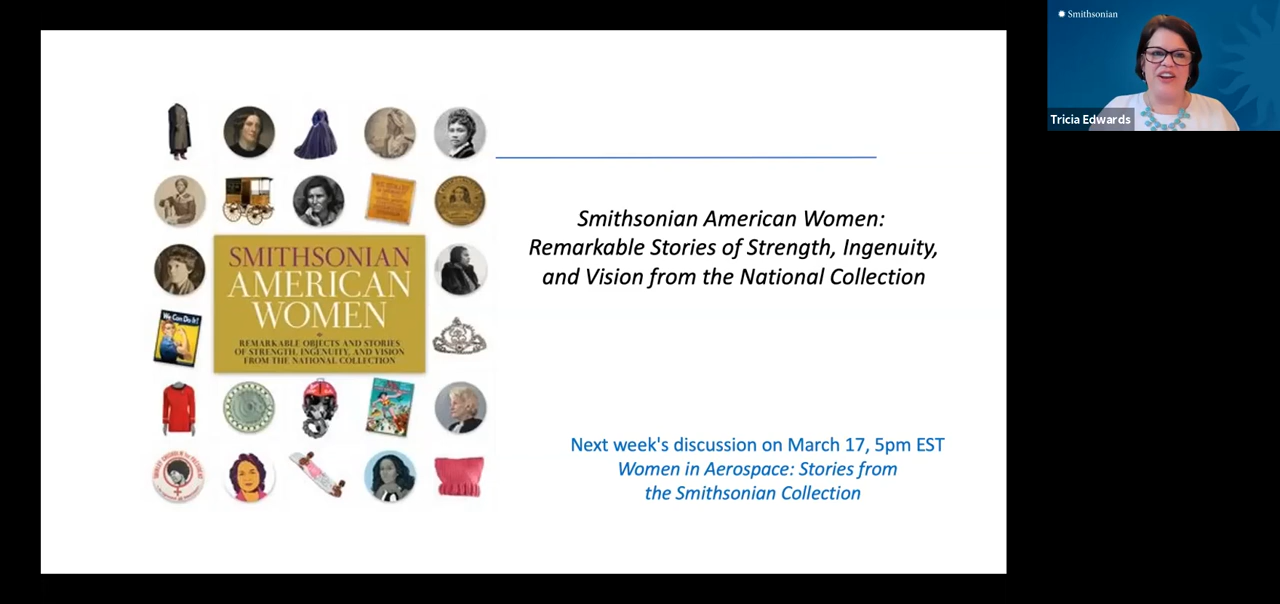 Smithsonian
Tricia Edwards
Smithsonian American Women:
Remarkable Stories of Strength, Ingenuity,
and Vision from the National Collection
SMITHSONIAN
AMERICAN
WOMEN
REMARKABLE OBJECTS AND STORIES
OF STRENGTH, INGENUITY, AND VISION
FROM THE NATIONAL COLLECTION
We Can Do It!
Next week's discussion on March 17, 5pm EST
Women in Aerospace: Stories from
the Smithsonian Collection